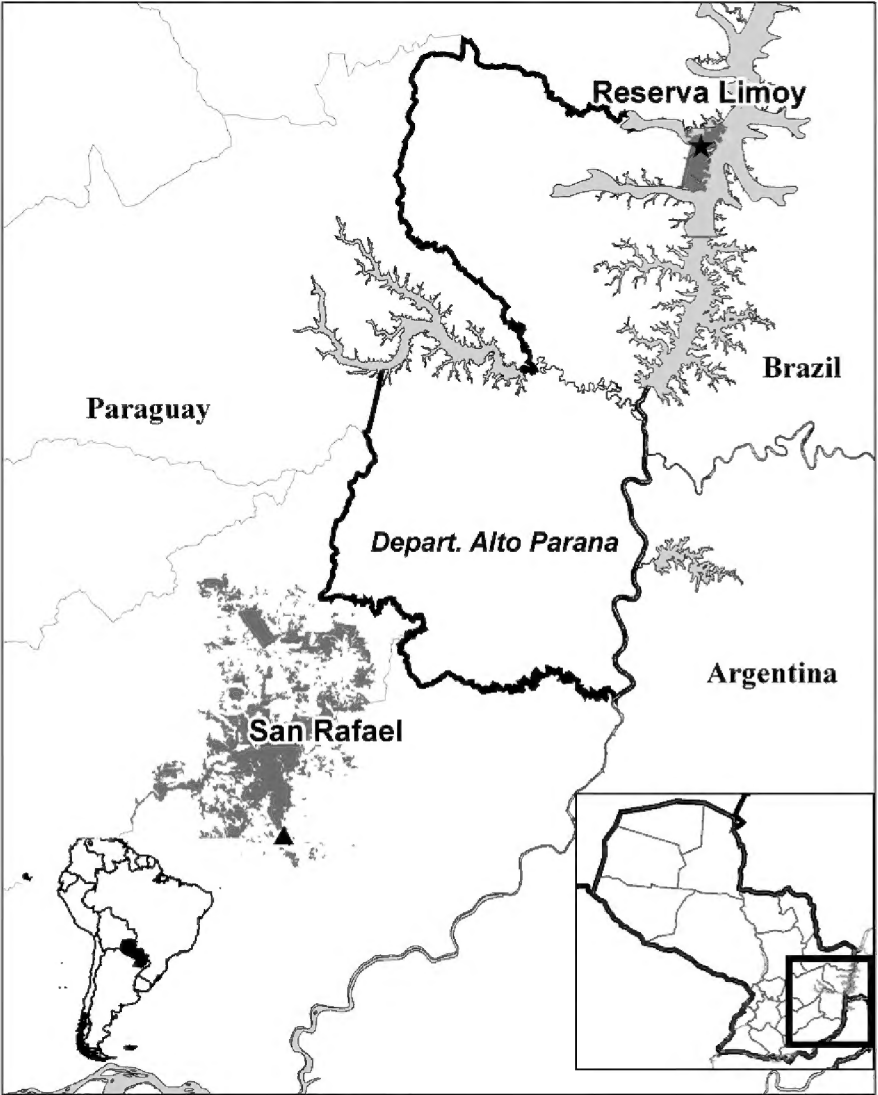 Reserva Limoy
Brazil
Paraguay
Depart. Alto Parana
Argentina
San Rafael